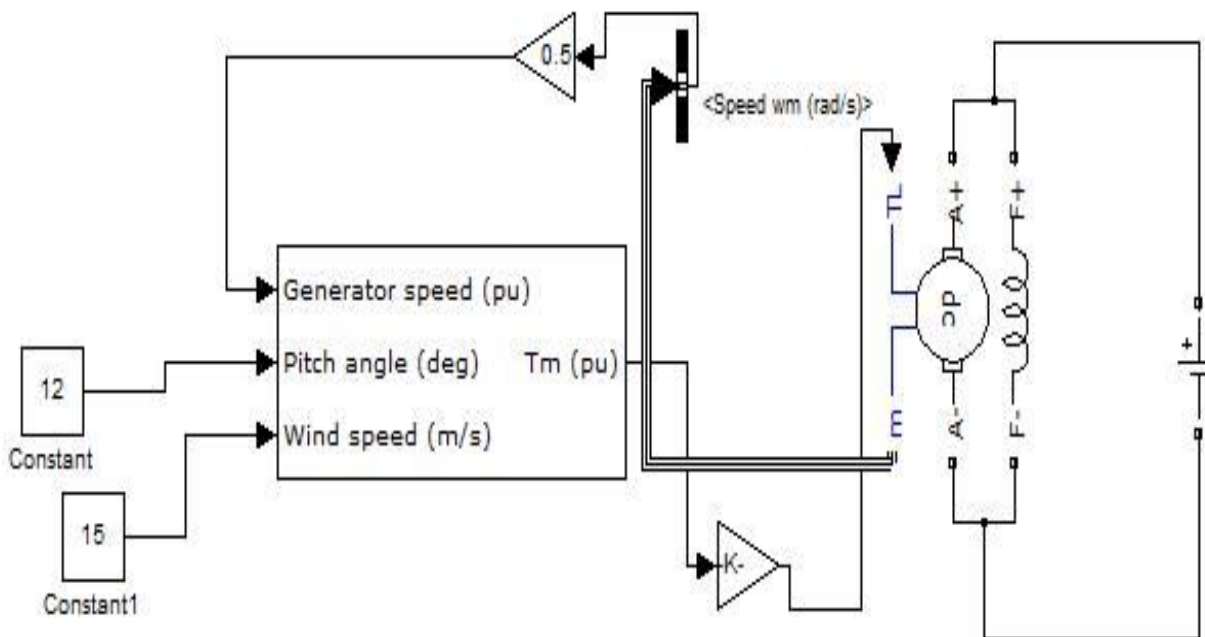 0.5
<Speed wm (rad/s)>
TL
A+
F+
Generator speed (pu)
dc
Pitch angle (deg)
Tm (pu)
+
12
Wind speed (m/s)
m
A-
F-
Constant
15
-K-
Constant1